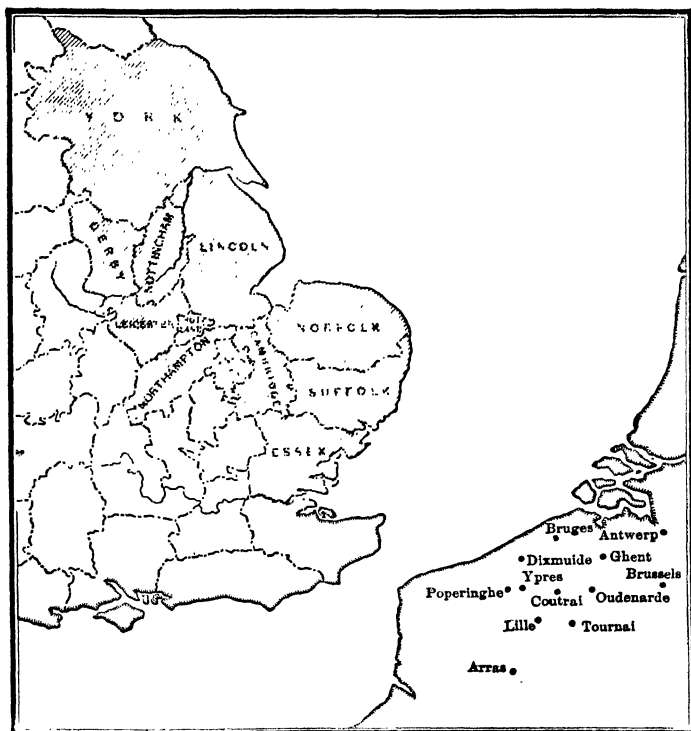 YORK
DERBY
NOTTINGHAM
LINCOLN
LEICESTER
NORFOLK
NORTHAMPTON
CAMBRIDGE
SUFFOLK
ESSEX
Bruges
Antwerp
Dixmuide
Ghent
Ypres
Brussels
Poperinghe
Coutrai
Oudenarde
Lille
Tournai
Arras